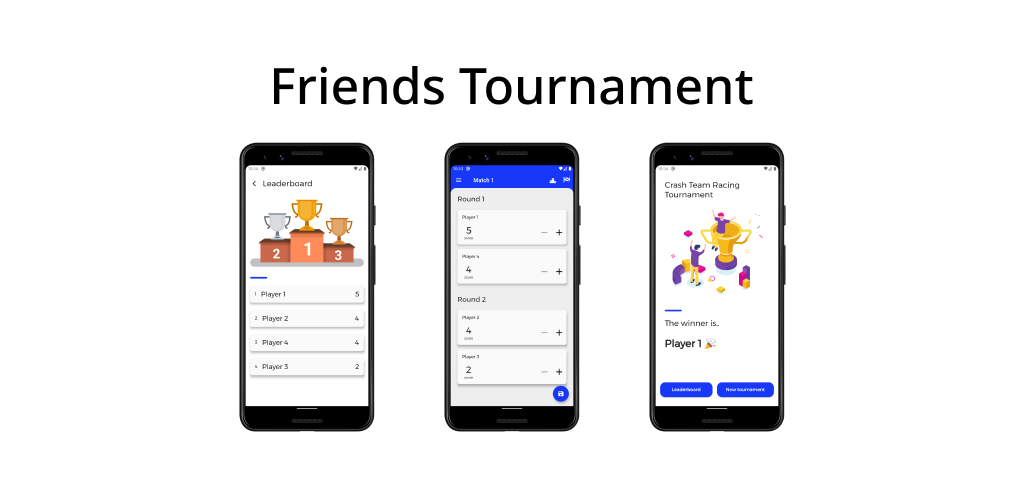 Friends Tournament
Leaderboard
2
1
3
1 Player 1 5
2 Player 2 4
3 Player 4 4
4 Player 3 2
Match 1
Round 1
Player 1
5
score
Player 4
4
score
Round 2
Player 2
4
score
Player 3
2
score
Crash Team Racing
Tournament
The winner is..
Player 1 🎉
Leaderboard
New tournament